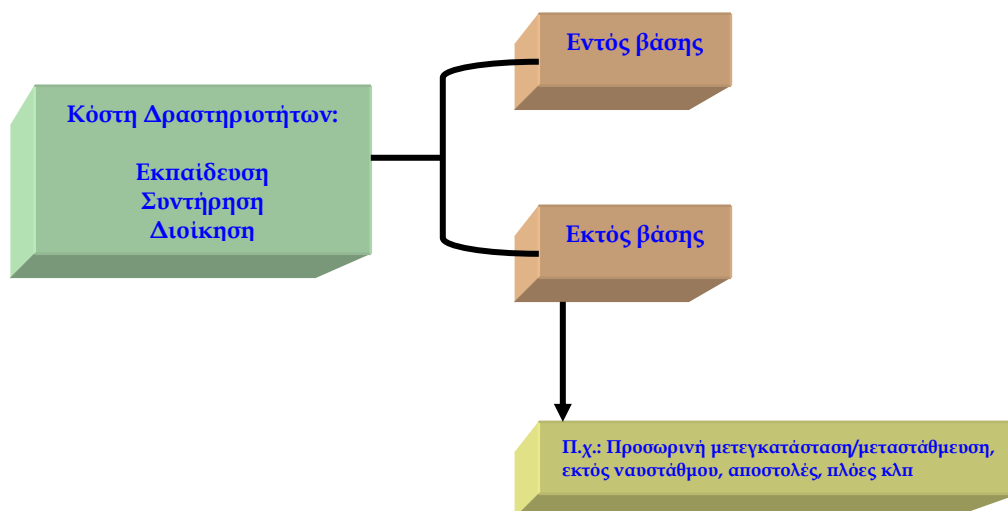 Κόστη Δραστηριοτήτων:
Εκπαίδευση
Συντήρηση
Διοίκηση
Εντός βάσης
Εκτός βάσης
Π.χ.: Προσωρινή μετεγκατάσταση/μεταστάθμευση,
εκτός ναυστάθμου, αποστολές, πλόες κλπ